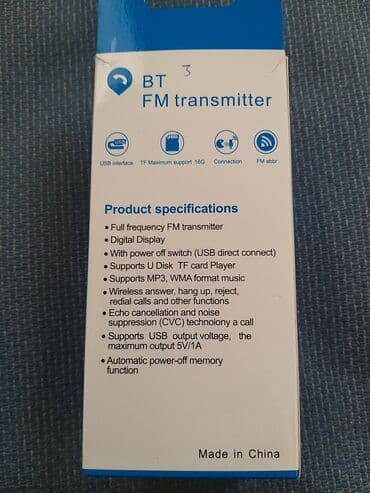 3
BT
FM transmitter
USB
USB interface
TF Maximum support 16G
Connection
FM abbr
Product specifications
• Full frequency FM transmitter
• Digital Display
• With power off switch (USB direct connect)
• Supports U Disk TF card Player
• Supports MP3, WMA format music
• Wireless answer, hang up, reject,
redial calls and other functions
• Echo cancellation and noise
suppression (CVC) technolony a call
• Supports USB output voltage, the
maximum output 5V/1A
• Automatic power-off memory
function
Made in China